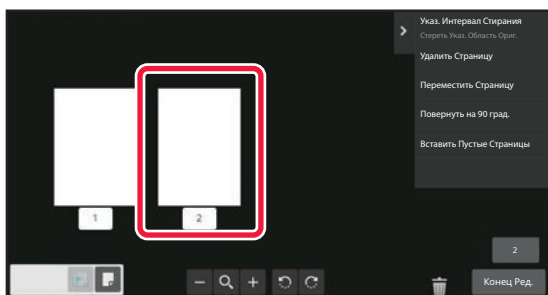 Указ. Интервал Стирания
Стереть Указ. Область Ориг.
Удалить Страницу
Переместить Страницу
Повернуть на 90 град.
Вставить Пустые Страницы
1
2
2
Конец Ред.